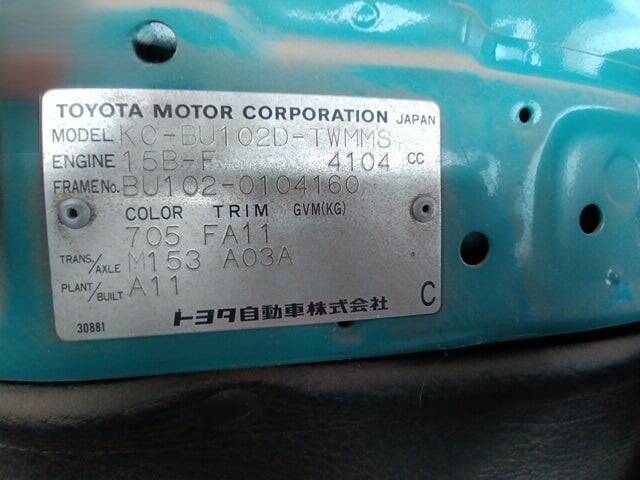 TOYOTA MOTOR CORPORATION JAPAN
MODEL KC-BU102D-TWMMS
ENGINE 15B-F 4104 CC
FRAME No. BU102-0104160
COLOR TRIM GVM(KG)
705 FA11
TRANS./AXLE M153 A03A
PLANT/BUILT A11
トヨタ自動車株式会社 C
30881